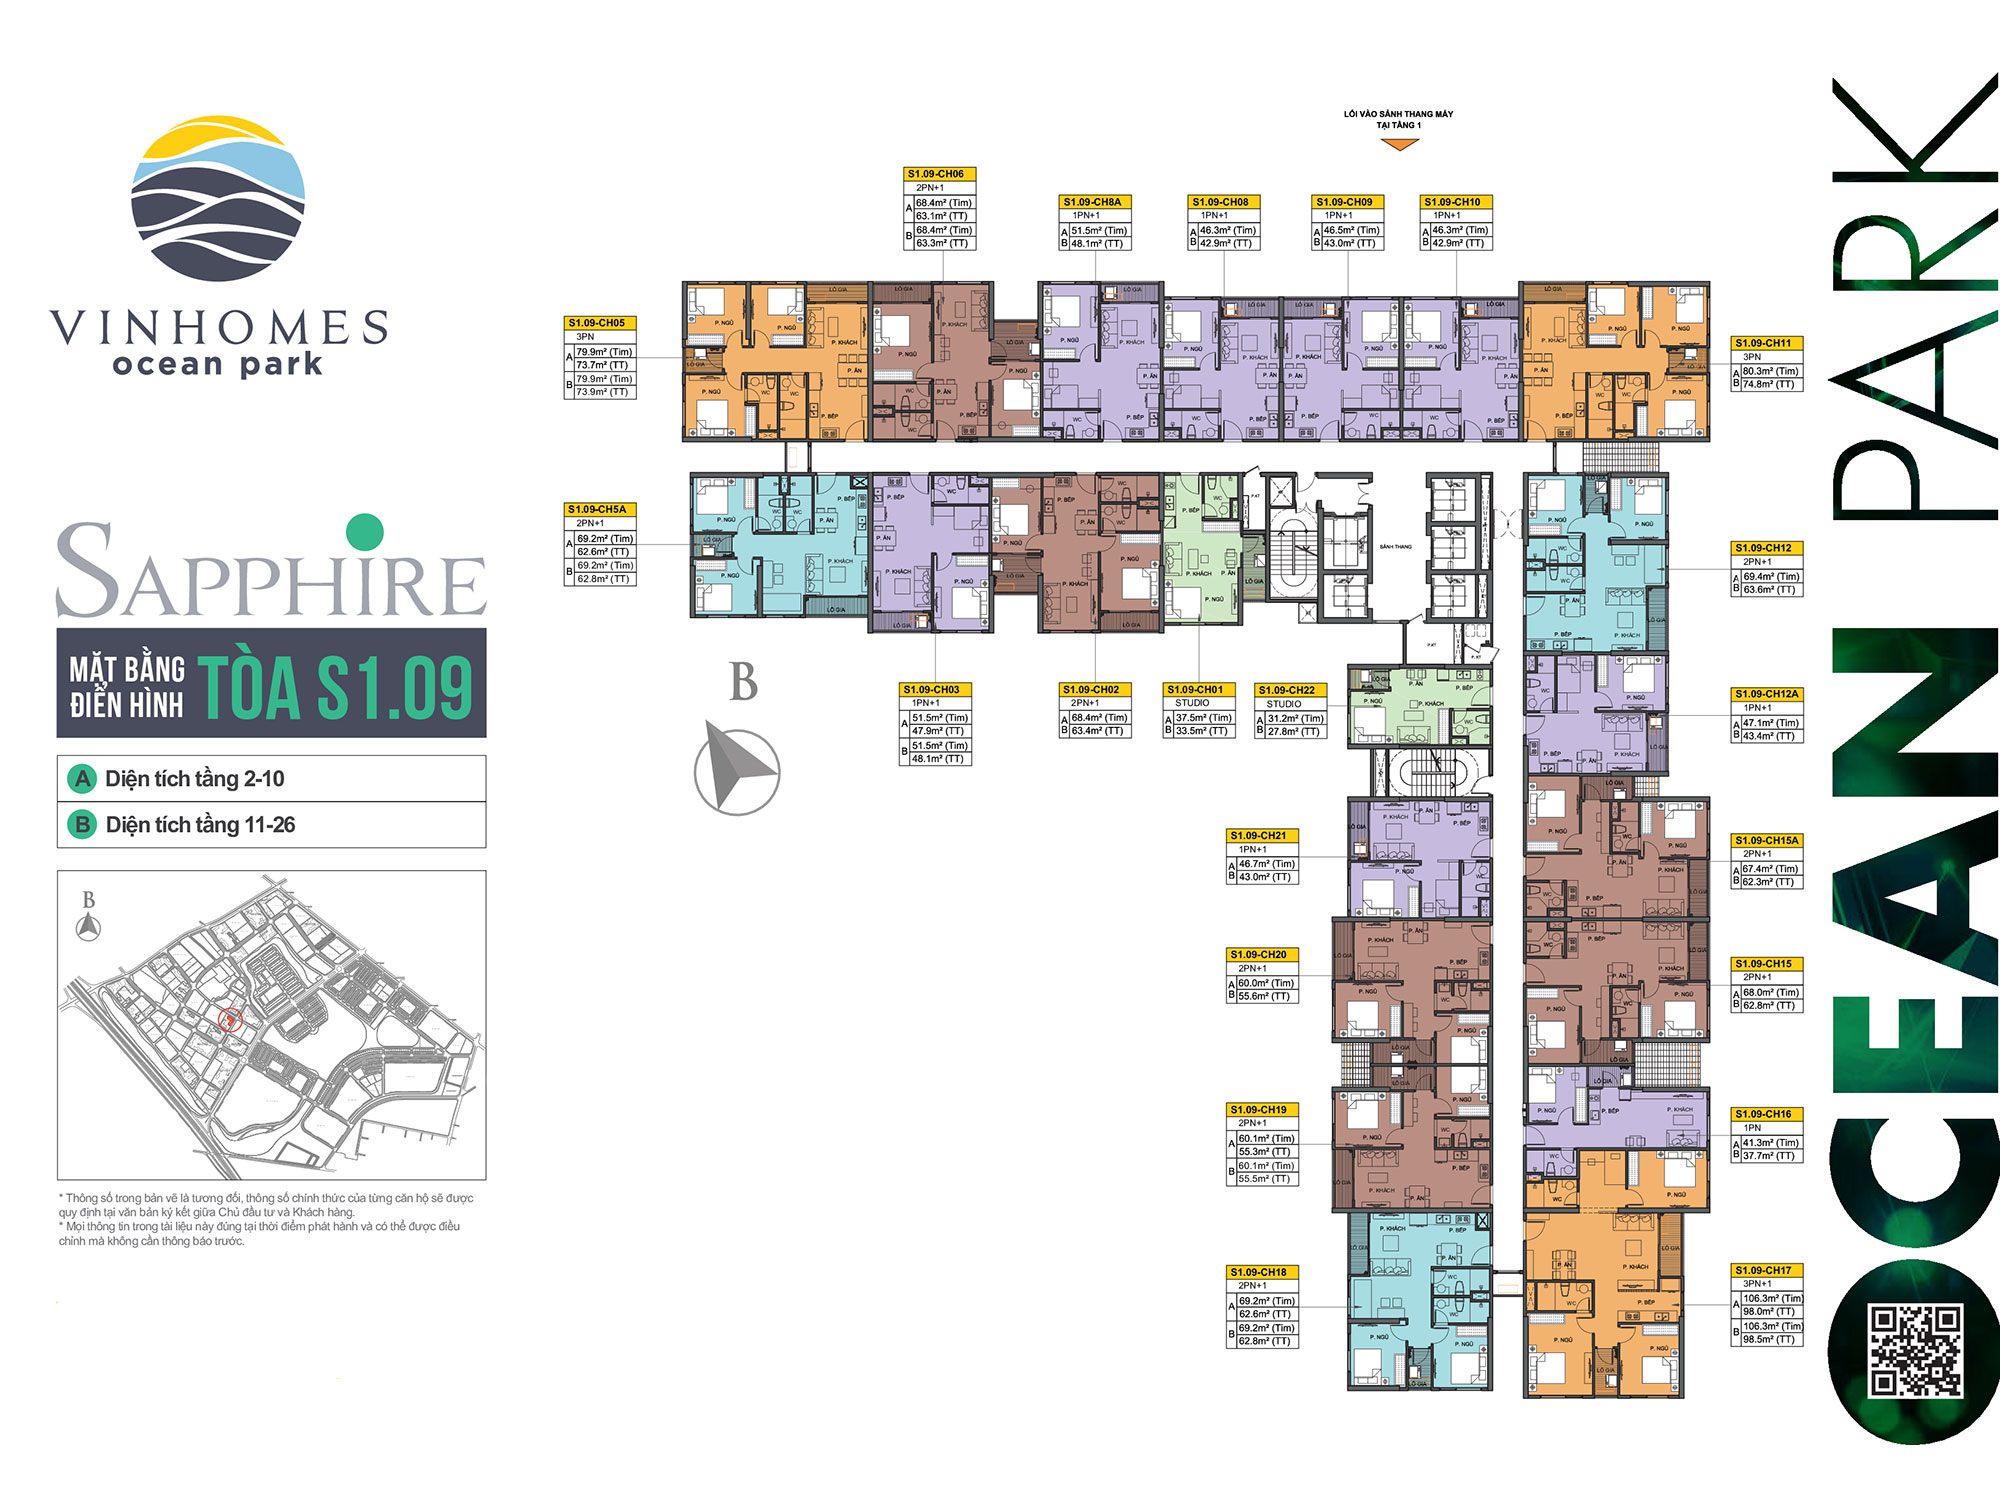 VINHOMES
ocean park
SAPPHIRE
MẶT BẰNG
ĐIỂN HÌNH
TÒA S1.09
A Diện tích tầng 2-10
B Diện tích tầng 11-26
B
* Thông số trong bản vẽ là tương đối, thông số chính thức của từng căn hộ sẽ được
quy định tại văn bản ký kết giữa Chủ đầu tư và Khách hàng.
* Mọi thông tin trong tài liệu này đúng tại thời điểm phát hành và có thể được điều
chỉnh mà không cần thông báo trước.
LỐI VÀO SẢNH THANG MÁY
TẠI TẦNG 1
S1.09-CH06
2PN+1
A 68.4m² (Tim)
63.1m² (TT)
B 68.4m² (Tim)
63.3m² (TT)
S1.09-CH8A
1PN+1
A 51.5m² (Tim)
B 48.1m² (TT)
S1.09-CH08
1PN+1
A 46.3m² (Tim)
B 42.9m² (TT)
S1.09-CH09
1PN+1
A 46.5m² (Tim)
B 43.0m² (TT)
S1.09-CH10
1PN+1
A 46.3m² (Tim)
B 42.9m² (TT)
S1.09-CH05
3PN
A 79.9m² (Tim)
73.7m² (TT)
B 79.9m² (Tim)
73.9m² (TT)
S1.09-CH11
3PN
A 80.3m² (Tim)
B 74.8m² (TT)
S1.09-CH5A
2PN+1
A 69.2m² (Tim)
62.6m² (TT)
B 69.2m² (Tim)
62.8m² (TT)
S1.09-CH12
2PN+1
A 69.4m² (Tim)
B 63.6m² (TT)
SẢNH THANG
P.KT
B
S1.09-CH03
1PN+1
A 51.5m² (Tim)
47.9m² (TT)
B 51.5m² (Tim)
48.1m² (TT)
S1.09-CH02
2PN+1
A 68.4m² (Tim)
B 63.4m² (TT)
S1.09-CH01
STUDIO
A 37.5m² (Tim)
B 33.5m² (TT)
S1.09-CH22
STUDIO
A 31.2m² (Tim)
B 27.8m² (TT)
S1.09-CH12A
1PN+1
A 47.1m² (Tim)
B 43.4m² (TT)
S1.09-CH21
1PN+1
A 46.7m² (Tim)
B 43.0m² (TT)
S1.09-CH15A
2PN+1
A 67.4m² (Tim)
B 62.3m² (TT)
S1.09-CH20
2PN+1
A 60.0m² (Tim)
B 55.6m² (TT)
S1.09-CH15
2PN+1
A 68.0m² (Tim)
B 62.8m² (TT)
S1.09-CH19
2PN+1
A 60.1m² (Tim)
55.3m² (TT)
B 60.1m² (Tim)
55.5m² (TT)
S1.09-CH16
1PN
A 41.3m² (Tim)
B 37.7m² (TT)
S1.09-CH18
2PN+1
A 69.2m² (Tim)
62.6m² (TT)
B 69.2m² (Tim)
62.8m² (TT)
S1.09-CH17
3PN+1
A 106.3m² (Tim)
98.0m² (TT)
B 106.3m² (Tim)
98.5m² (TT)
P. NGỦ
P. KHÁCH
P. ĂN
P. BẾP
WC
LÔ GIA
OCEAN PARK